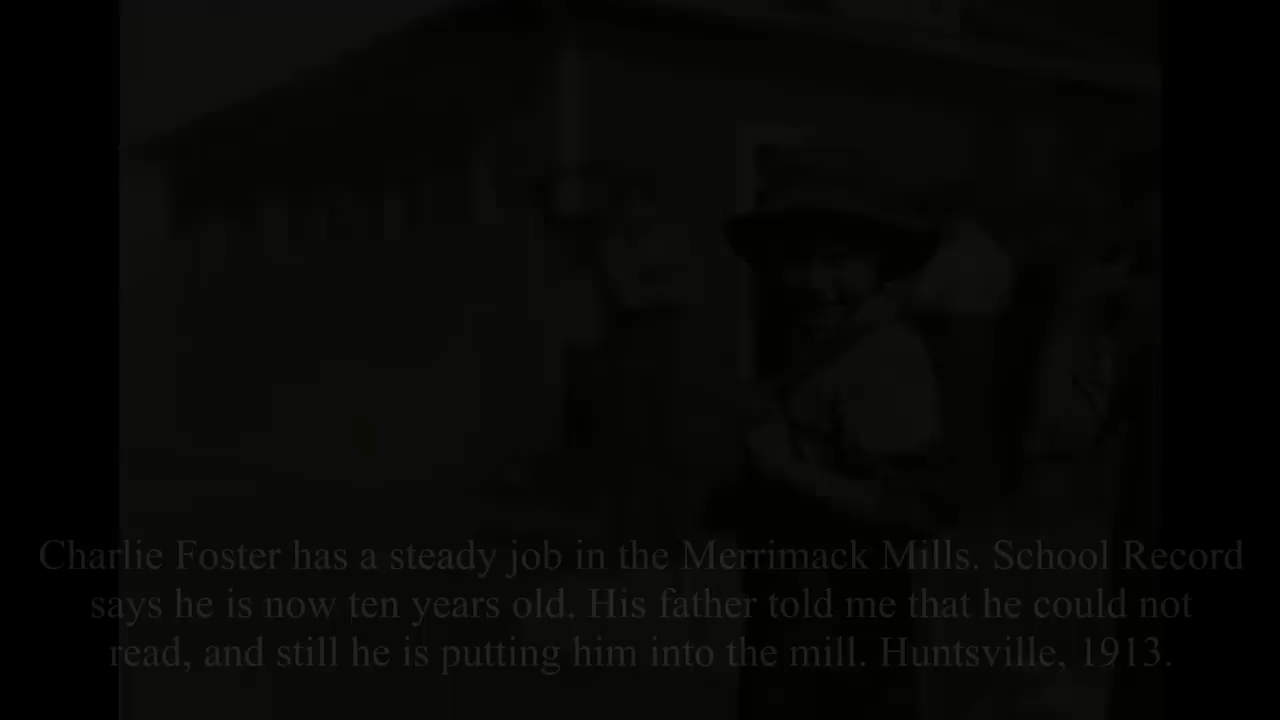 Charlie Foster has a steady job in the Merrimack Mills. School Record
says he is now ten years old. His father told me that he could not
read, and still he is putting him into the mill. Huntsville, 1913.